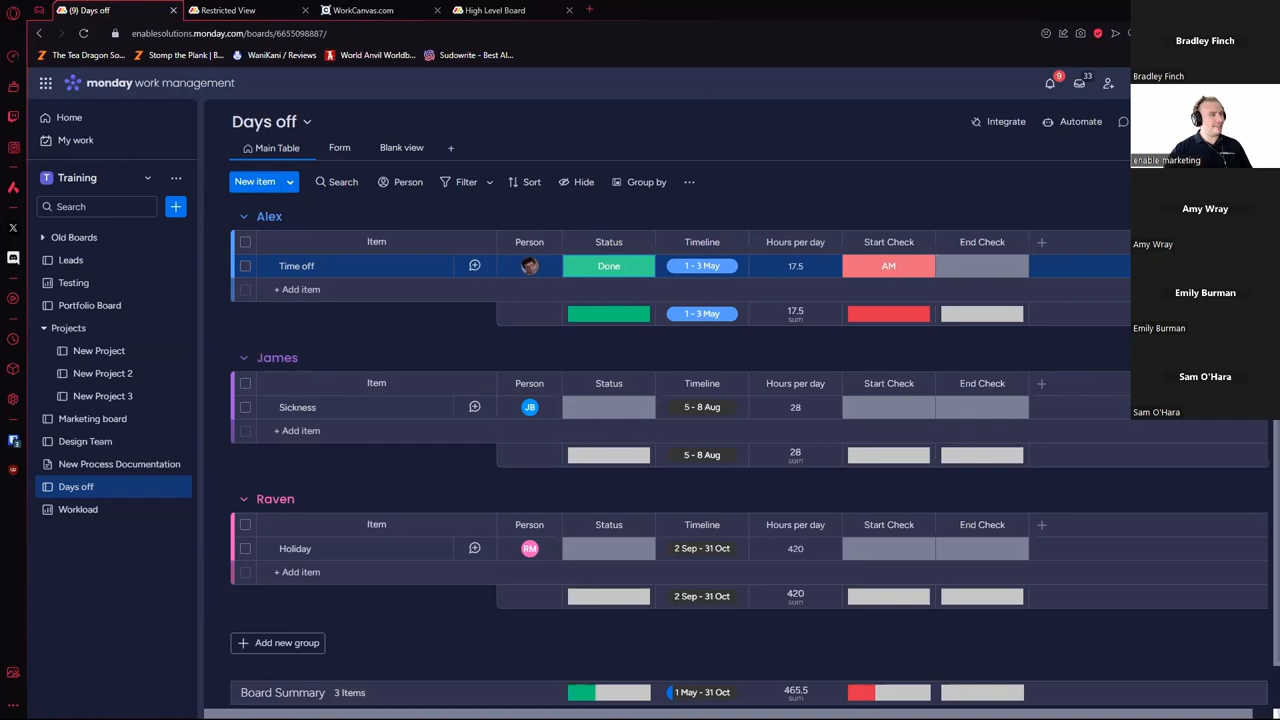 (9) Days off
Restricted View
WorkCanvas.com
High Level Board
enablesolutions.monday.com/boards/6655098887/
The Tea Dragon So...
Stomp the Plank | B...
WaniKani / Reviews
World Anvil Worldb...
Sudowrite - Best AI...
monday work management
9
33
Home
My work
T Training
Search
Old Boards
Leads
Testing
Portfolio Board
Projects
New Project
New Project 2
New Project 3
Marketing board
Design Team
New Process Documentation
Days off
Workload
Days off
Integrate
Automate
Main Table
Form
Blank view
+
New item
Search
Person
Filter
Sort
Hide
Group by
Alex
Item Person Status Timeline Hours per day Start Check End Check
Time off Done 1 - 3 May 17.5 AM
+ Add item
1 - 3 May 17.5
sum
James
Item Person Status Timeline Hours per day Start Check End Check
Sickness JB 5 - 8 Aug 28
+ Add item
5 - 8 Aug 28
sum
Raven
Item Person Status Timeline Hours per day Start Check End Check
Holiday RM 2 Sep - 31 Oct 420
+ Add item
2 Sep - 31 Oct 420
sum
+ Add new group
Board Summary 3 Items 1 May - 31 Oct 465.5
sum
Bradley Finch
Bradley Finch
enable marketing
Amy Wray
Amy Wray
Emily Burman
Emily Burman
Sam O'Hara
Sam O'Hara